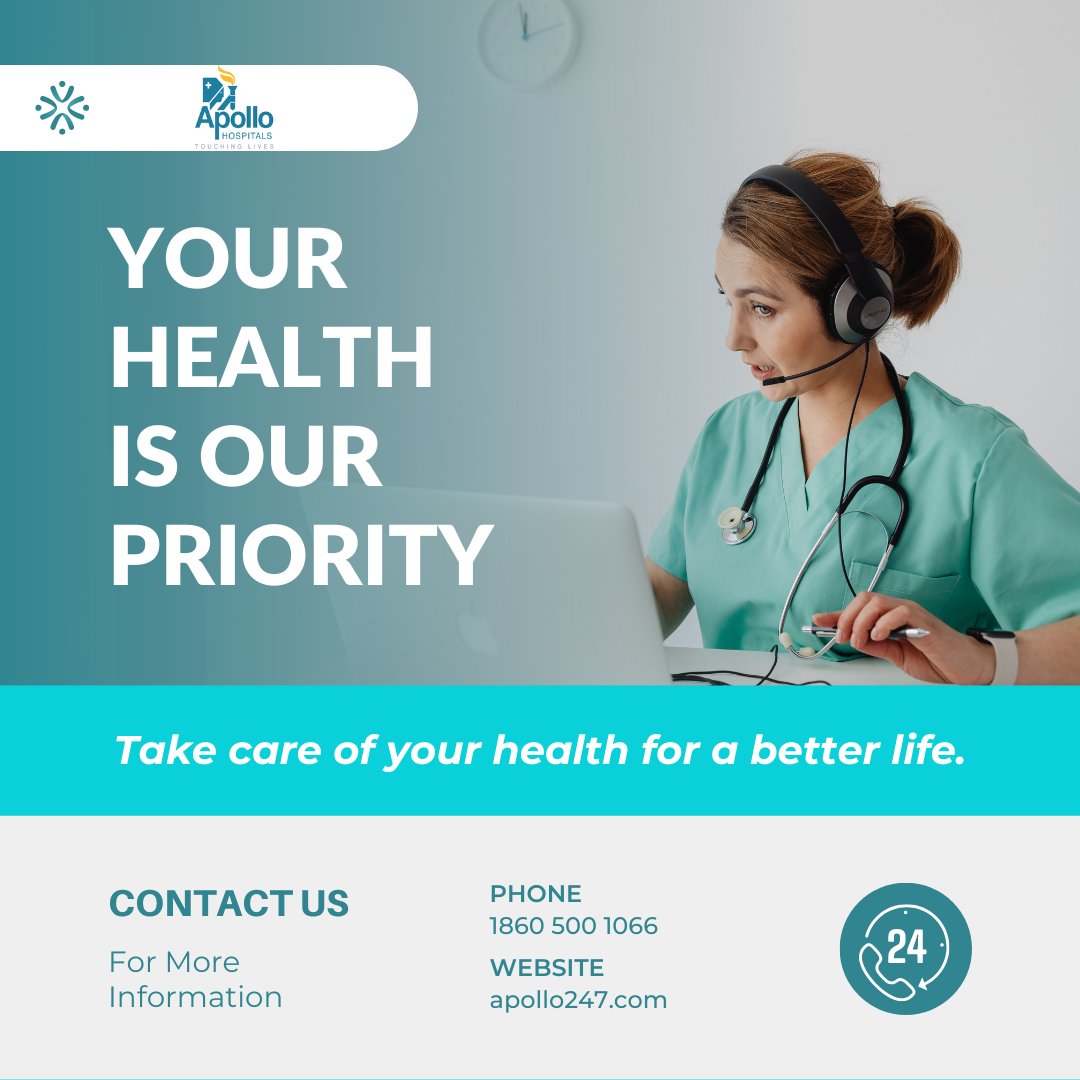 Apollo
HOSPITALS
TOUCHING LIVES
YOUR
HEALTH
IS OUR
PRIORITY
Take care of your health for a better life.
CONTACT US
For More
Information
PHONE
1860 500 1066
WEBSITE
apollo247.com
24